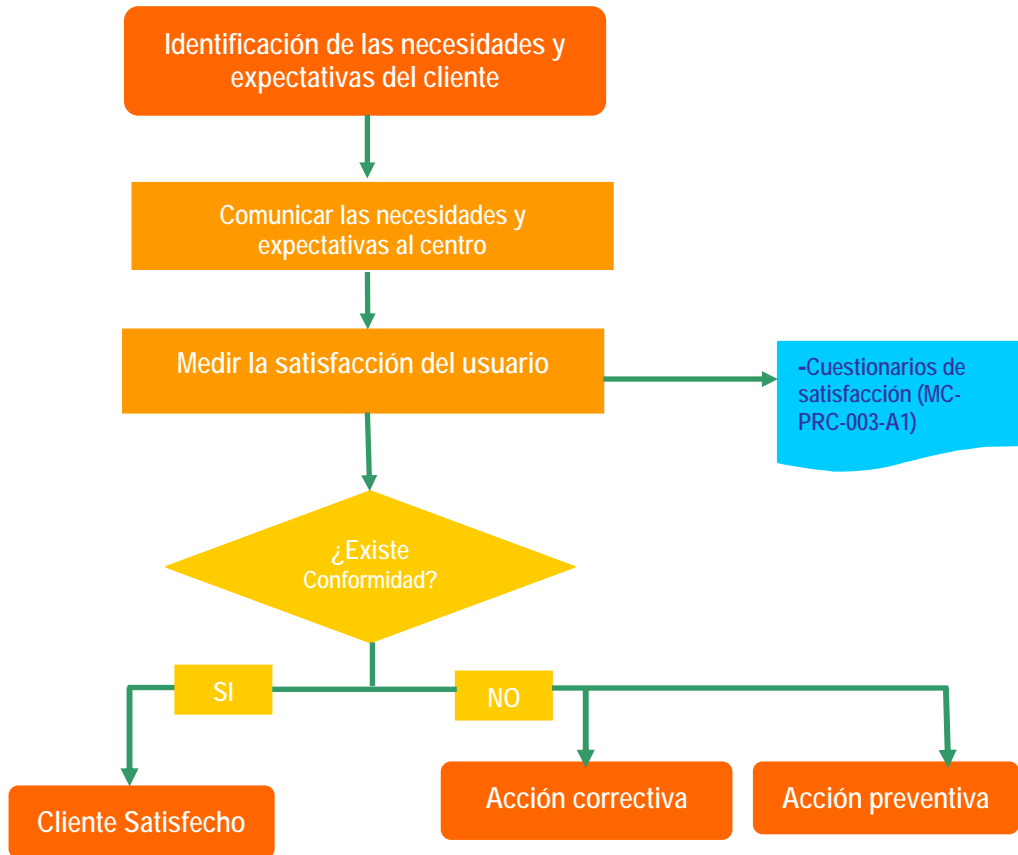 Identificación de las necesidades y
expectativas del cliente
Comunicar las necesidades y
expectativas al centro
Medir la satisfacción del usuario
-Cuestionarios de
satisfacción (MC-
PRC-003-A1)
¿Existe
Conformidad?
SI
NO
Cliente Satisfecho
Acción correctiva
Acción preventiva